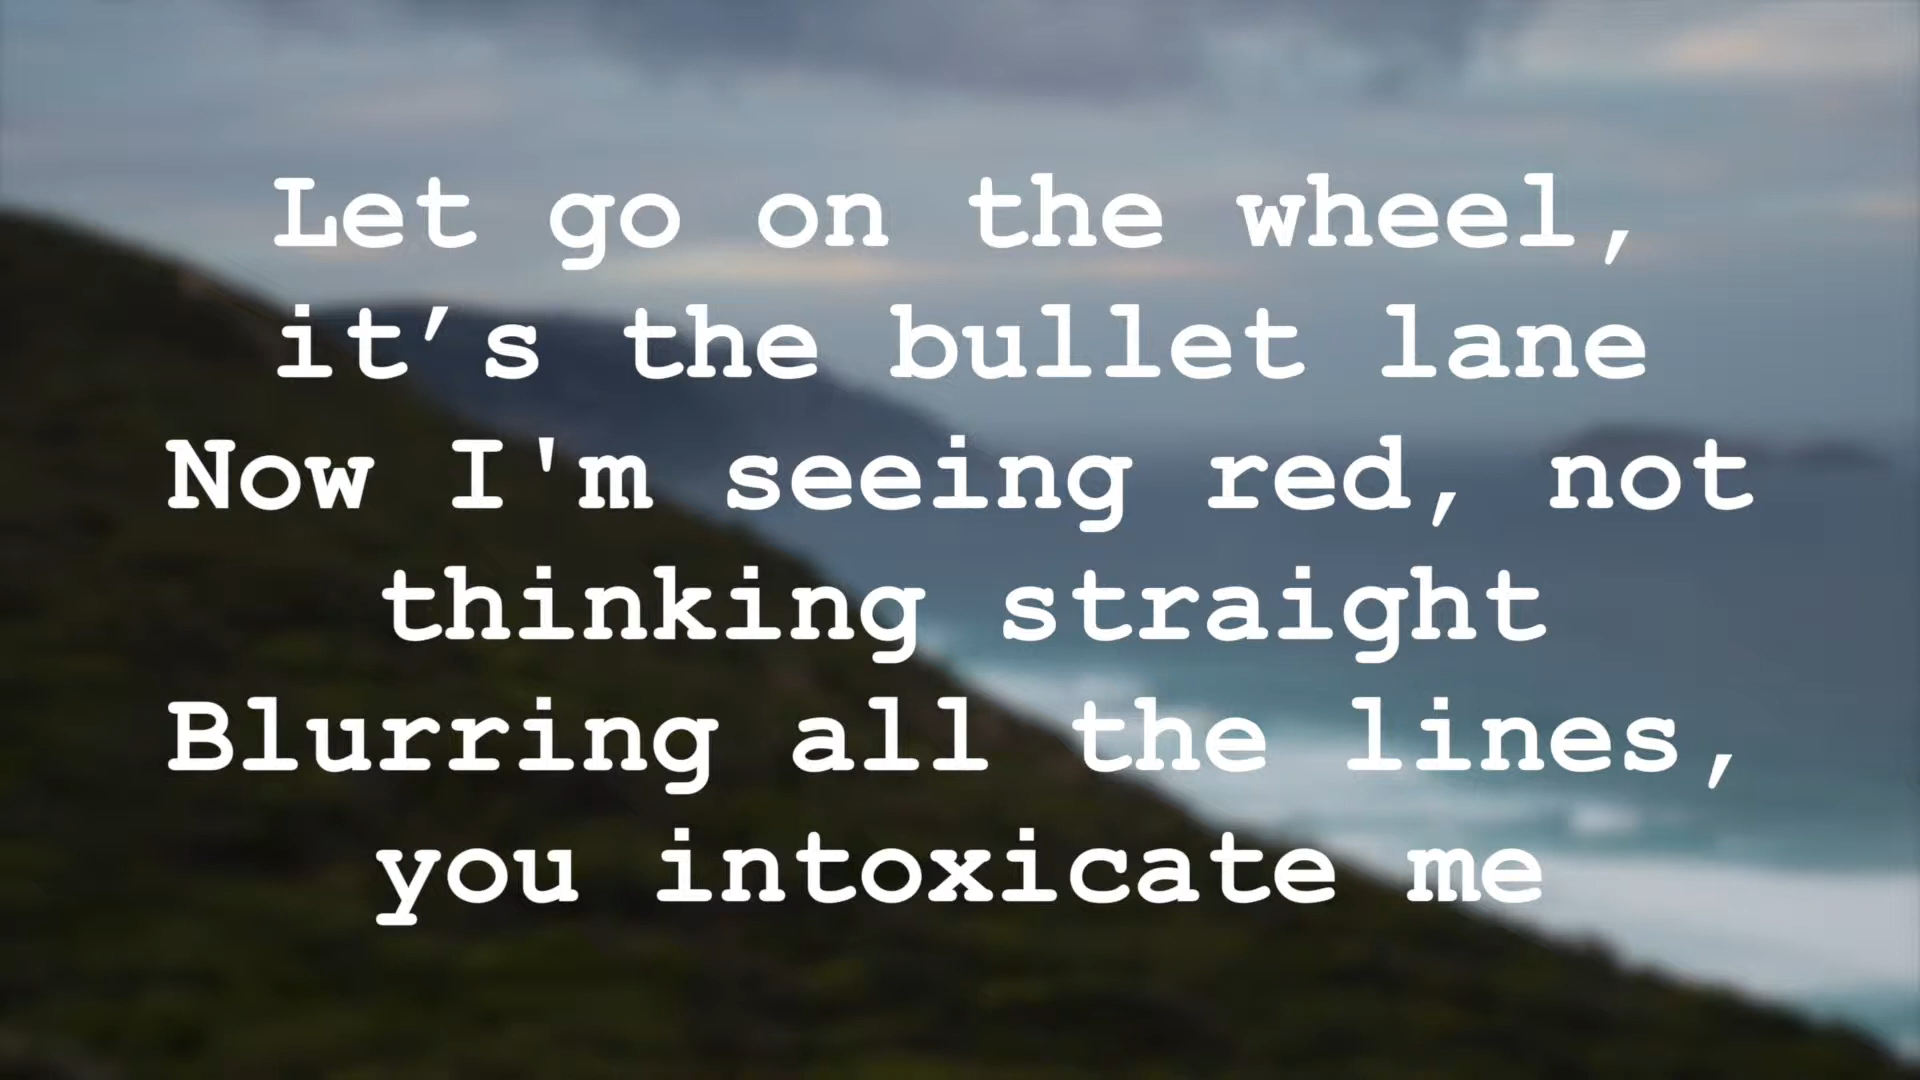 Let go on the wheel,
it’s the bullet lane
Now I'm seeing red, not
thinking straight
Blurring all the lines,
you intoxicate me